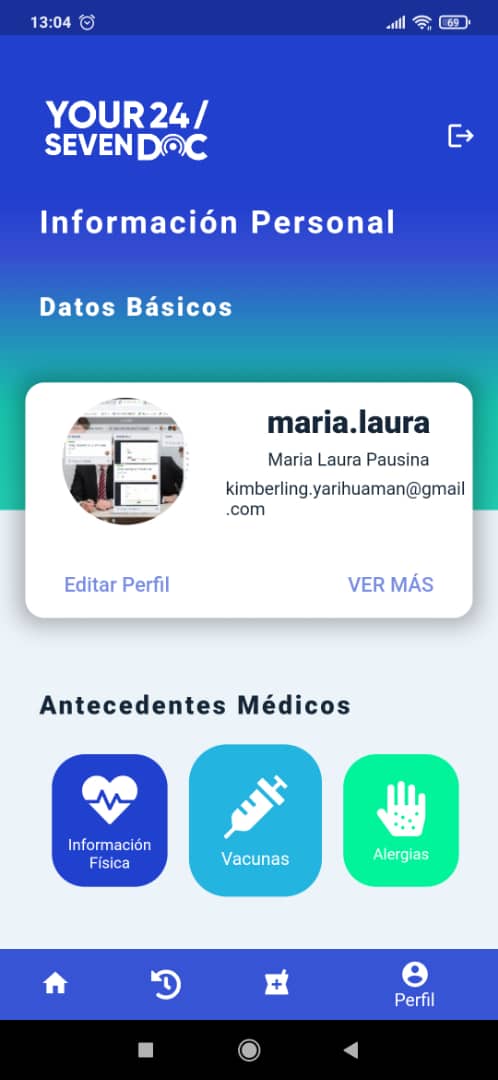 13:04
69
YOUR 24/
SEVEN DOC
Información Personal
Datos Básicos
maria.laura
Maria Laura Pausina
kimberling.yarihuaman@gmail
.com
Editar Perfil
VER MÁS
Antecedentes Médicos
Información
Física
Vacunas
Alergias
Perfil